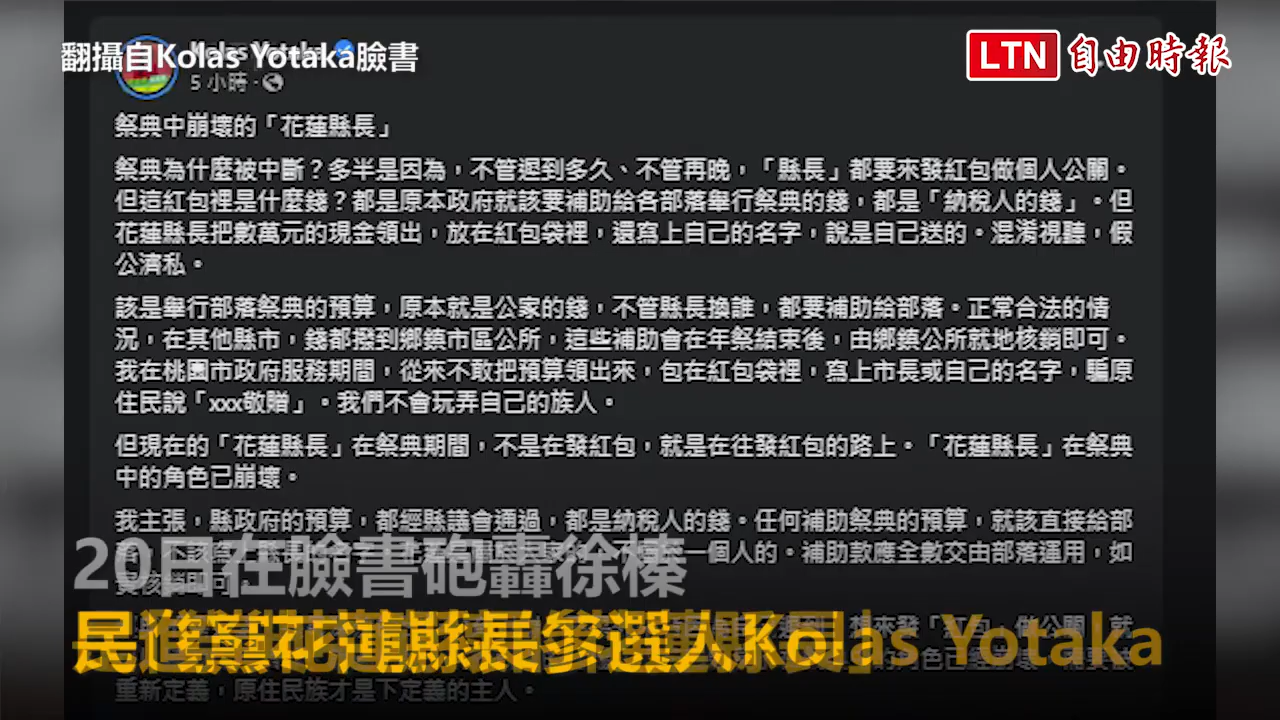 翻攝自Kolas Yotaka臉書
LTN 自由時報
5 小時
祭典中崩壞的「花蓮縣長」
祭典為什麼被中斷？多半是因為，不管遲到多久、不管再晚，「縣長」都要來發紅包做個人公關。
但這紅包裡是什麼錢？都是原本政府就該要補助給各部落舉行祭典的錢，都是「納稅人的錢」。但
花蓮縣長把數萬元的現金領出，放在紅包袋裡，還寫上自己的名字，說是自己送的。混淆視聽，假
公濟私。
該是舉行部落祭典的預算，原本就是公家的錢，不管縣長換誰，都要補助給部落。正常合法的情
況，在其他縣市，錢都撥到鄉鎮市區公所，這些補助會在年祭結束後，由鄉鎮公所就地核銷即可。
我在桃園市政府服務期間，從來不敢把預算領出來，包在紅包袋裡，寫上市長或自己的名字，騙原
住民說「xxx敬贈」。我們不會玩弄自己的族人。
但現在的「花蓮縣長」在祭典期間，不是在發紅包，就是在往發紅包的路上。「花蓮縣長」在祭典
中的角色已崩壞。
我主張，縣政府的預算，都經縣議會通過，都是納稅人的錢。任何補助祭典的預算，就該直接給部
一個人的。補助款應全數交由部落運用，如
20日在臉書砲轟徐榛
民進黨花蓮縣長參選人Kolas Yotaka
重新定義，原住民族才是下定義的主人。